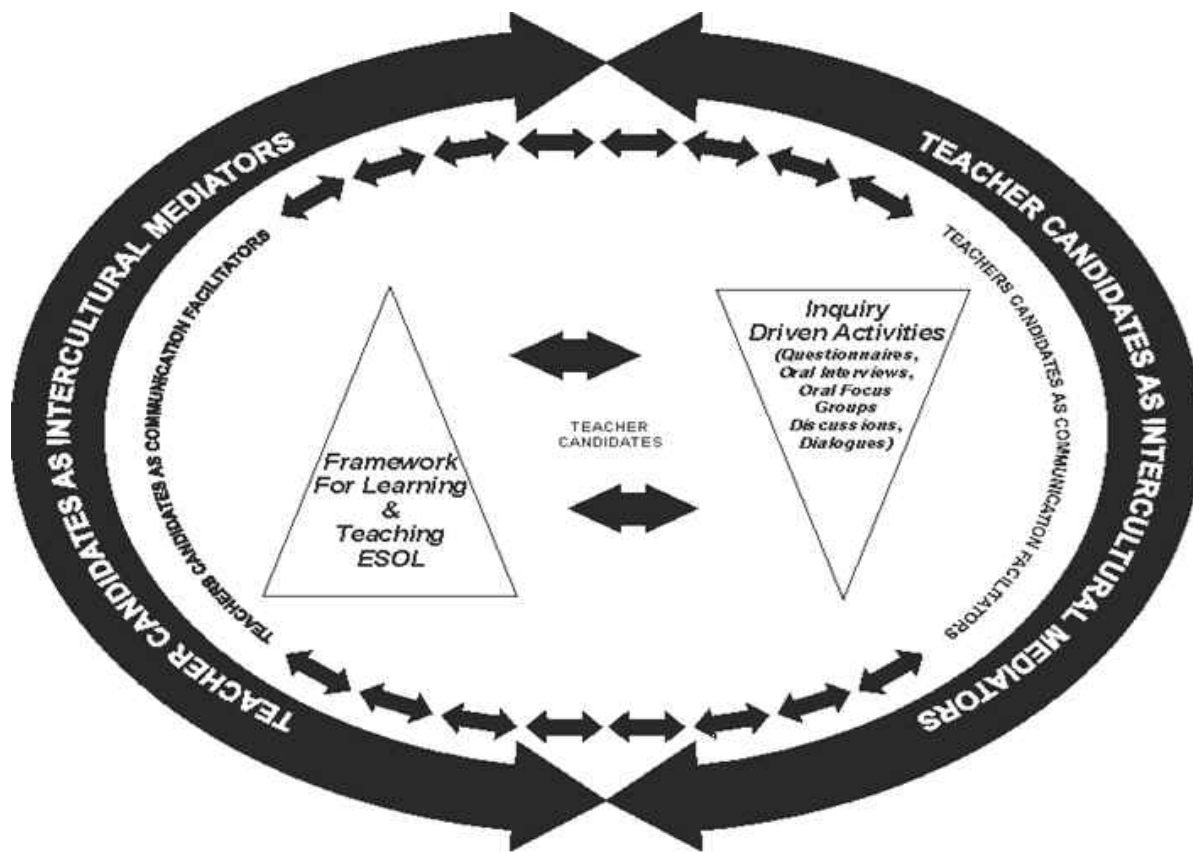 TEACHER CANDIDATES AS INTERCULTURAL MEDIATORS
TEACHERS CANDIDATES AS COMMUNICATION FACILITATORS
Framework
For Learning
&
Teaching
ESOL
TEACHER
CANDIDATES
Inquiry
Driven Activities
(Questionnaires,
Oral Interviews,
Oral Focus
Groups
Discussions,
Dialogues)
TEACHERS CANDIDATES AS COMMUNICATION FACILITATORS
TEACHER CANDIDATES AS INTERCULTURAL MEDIATORS